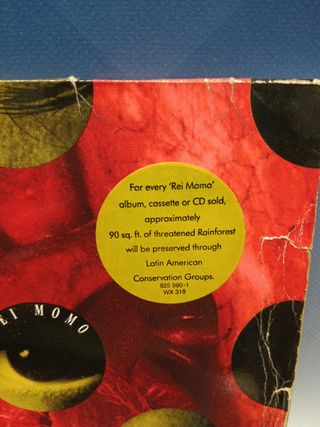 For every 'Rei Momo'
album, cassette or CD sold,
approximately
90 sq. ft. of threatened Rainforest
will be preserved through
Latin American
Conservation Groups.
925 990-1
WX 319
EI MOMO